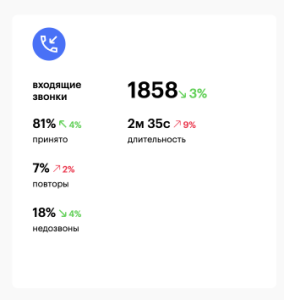 входящие
звонки
1858 ↘ 3%
81% ↖ 4%
принято
2м 35с ↗ 9%
длительность
7% ↗ 2%
повторы
18% ↘ 4%
недозвоны